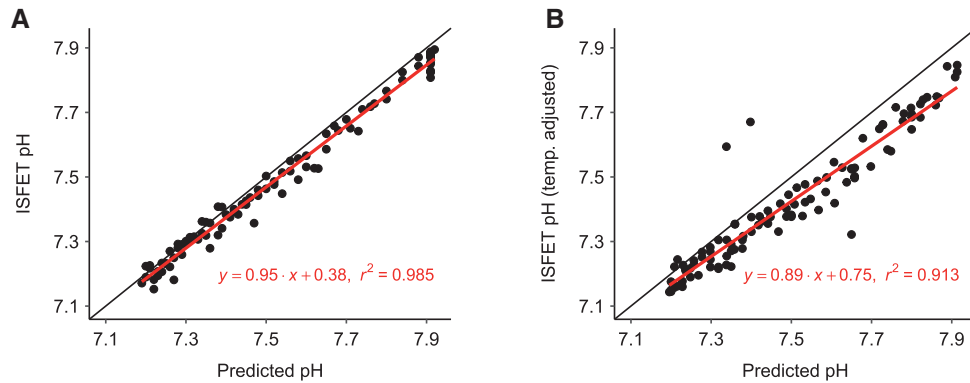 A
ISFET pH
7.9
7.7
7.5
7.3
7.1
y = 0.95 · x + 0.38, r² = 0.985
7.1 7.3 7.5 7.7 7.9
Predicted pH
B
ISFET pH (temp. adjusted)
7.9
7.7
7.5
7.3
7.1
y = 0.89 · x + 0.75, r² = 0.913
7.1 7.3 7.5 7.7 7.9
Predicted pH